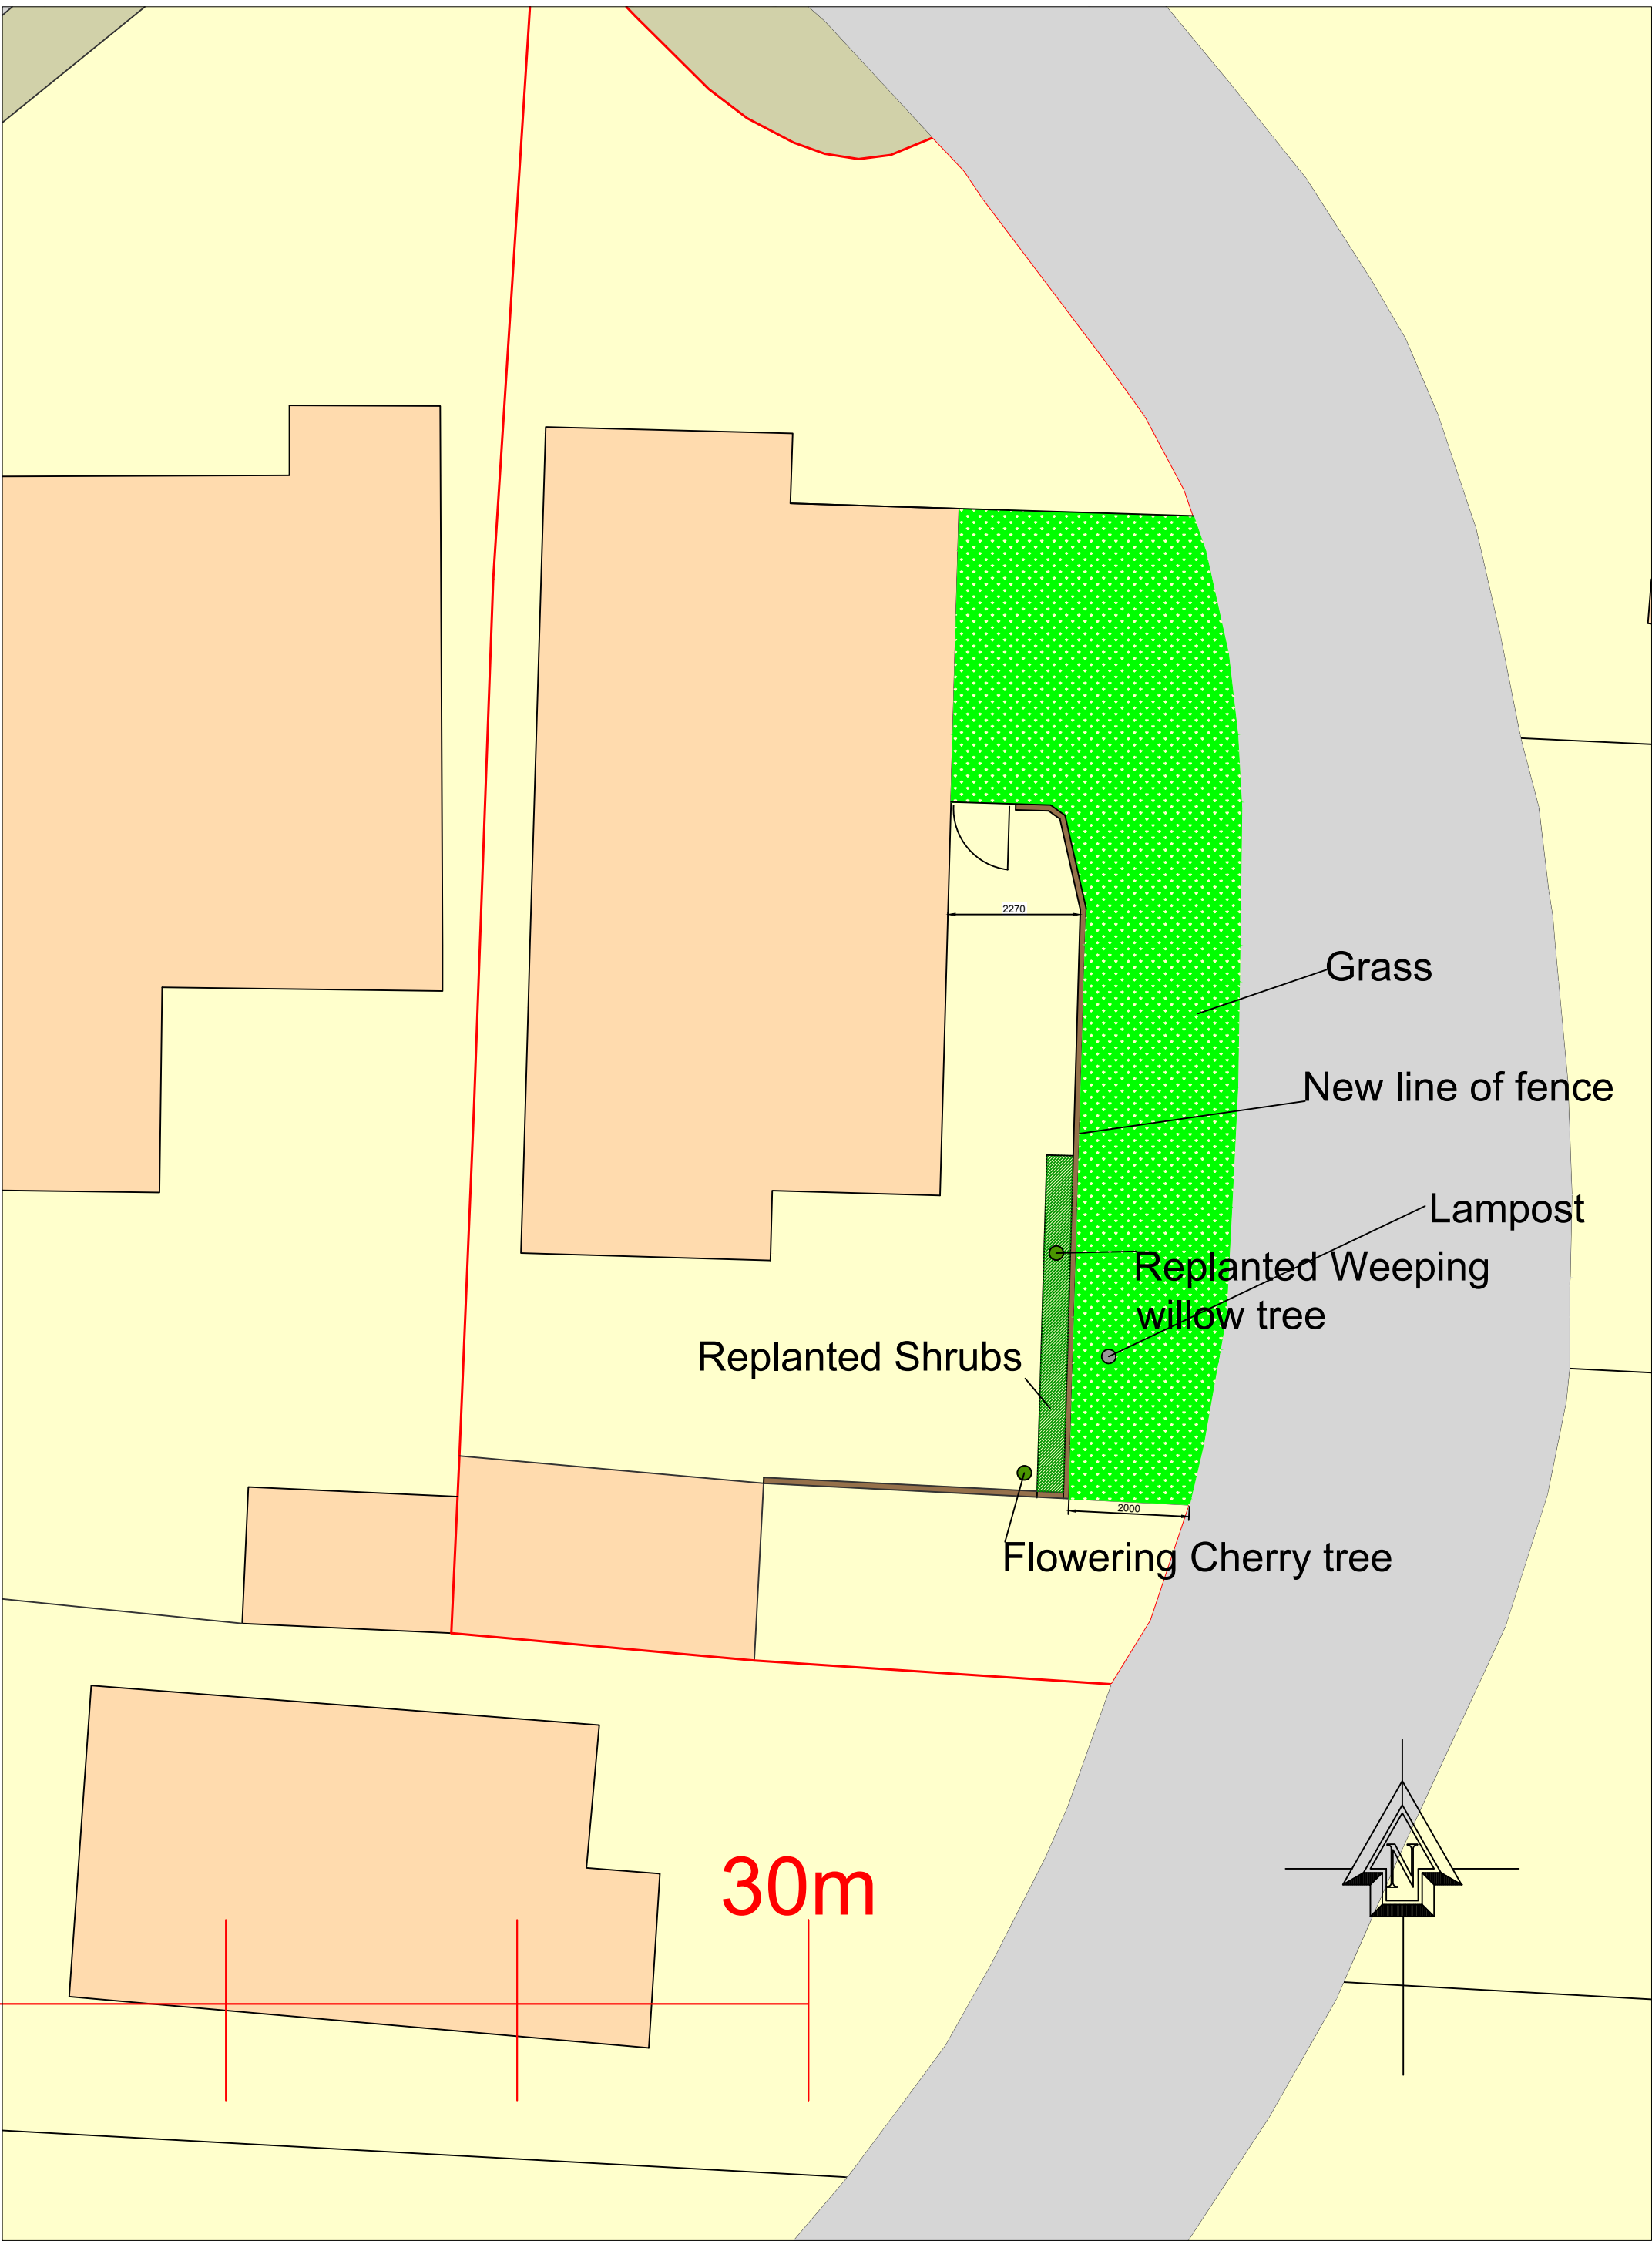 2270
Grass
New line of fence
Lampost
Replanted Weeping
willow tree
Replanted Shrubs
2000
Flowering Cherry tree
30m
N